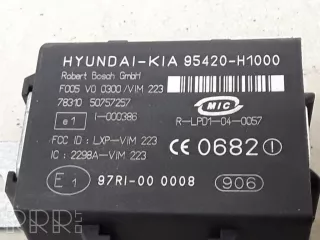 HYUNDAI-KIA 95420-H1000
Robert Bosch GmbH
F005 V0 0300/VIM 223
78310 50757257
I-000386
e1
MIC
R-LPD1-04-0057
FCC ID : LXP-VIM 223
IC : 2298A-VIM 223
CE 0682
E1
97RI-00 0008
906
RRR